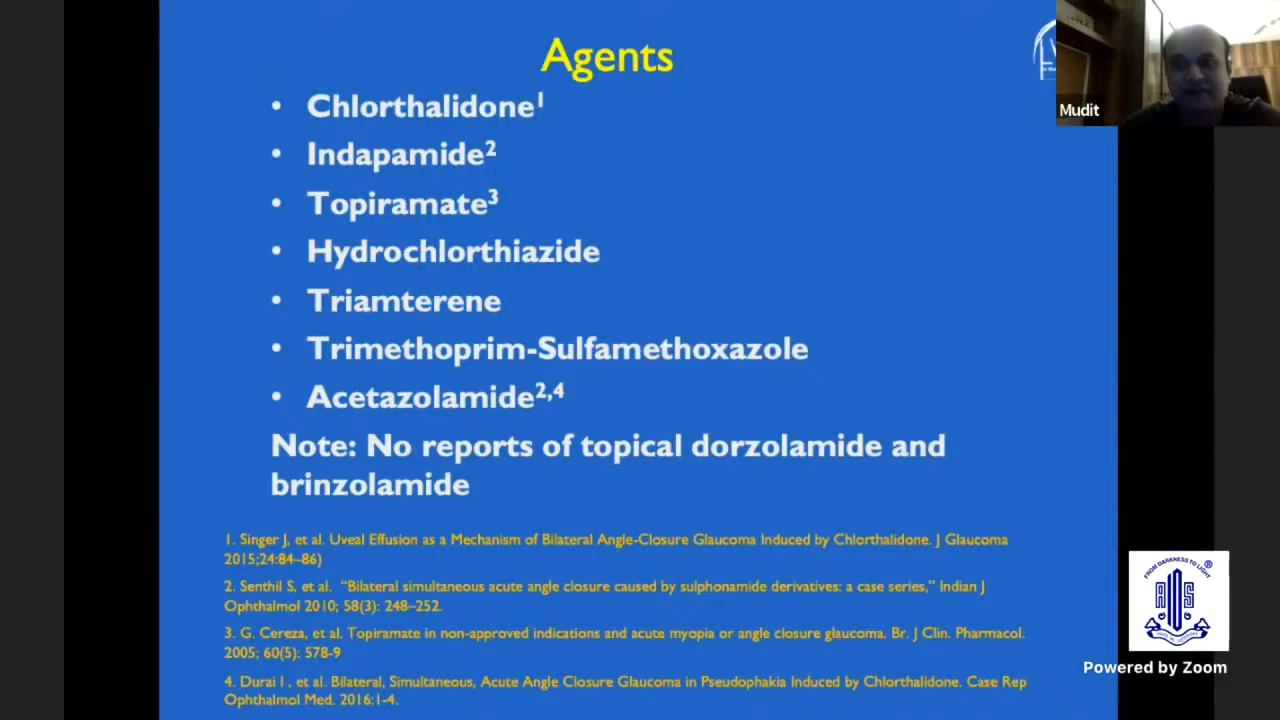 Agents
• Chlorthalidone1
• Indapamide2
• Topiramate3
• Hydrochlorthiazide
• Triamterene
• Trimethoprim-Sulfamethoxazole
• Acetazolamide2,4
Note: No reports of topical dorzolamide and
brinzolamide
1. Singer J, et al. Uveal Effusion as a Mechanism of Bilateral Angle-Closure Glaucoma Induced by Chlorthalidone. J Glaucoma
2015;24:84–86)
2. Senthil S, et al. “Bilateral simultaneous acute angle closure caused by sulphonamide derivatives: a case series,” Indian J
Ophthalmol 2010; 58(3): 248–252.
3. G. Cereza, et al. Topiramate in non-approved indications and acute myopia or angle closure glaucoma. Br. J Clin. Pharmacol.
2005; 60(5): 578-9
4. Durai I , et al. Bilateral, Simultaneous, Acute Angle Closure Glaucoma in Pseudophakia Induced by Chlorthalidone. Case Rep
Ophthalmol Med. 2016:1-4.
Mudit
FROM DARKNESS TO LIGHT
®
AIOS
Powered by Zoom